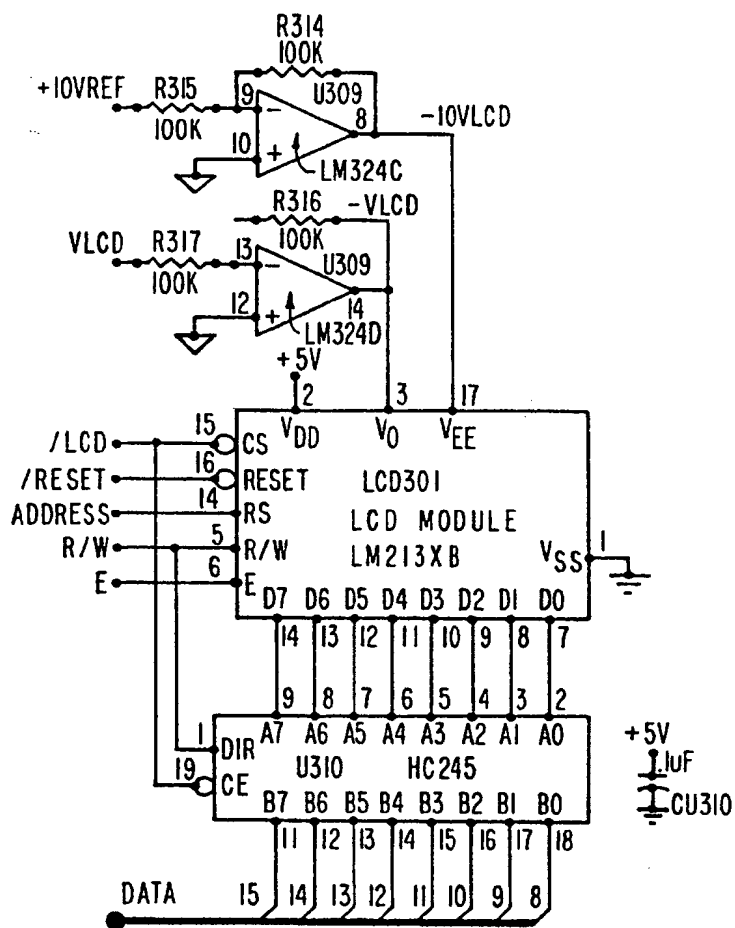 R314
100K
+10VREF
R315
100K
9
10
8
U309
LM324C
-10VLCD
R316
100K
-VLCD
VLCD
R317
100K
13
12
14
U309
LM324D
+5V
2
3
17
VDD
VO
VEE
/LCD
15
CS
/RESET
16
RESET
ADDRESS
14
RS
R/W
5
R/W
E
6
E
LCD301
LCD MODULE
LM213XB
VSS
1
D7 D6 D5 D4 D3 D2 D1 D0
14 13 12 11 10 9 8 7
9 8 7 6 5 4 3 2
A7 A6 A5 A4 A3 A2 A1 A0
1
DIR
19
CE
U310
HC245
B7 B6 B5 B4 B3 B2 B1 B0
11 12 13 14 15 16 17 18
+5V
.1uF
CU310
DATA
15 14 13 12 11 10 9 8